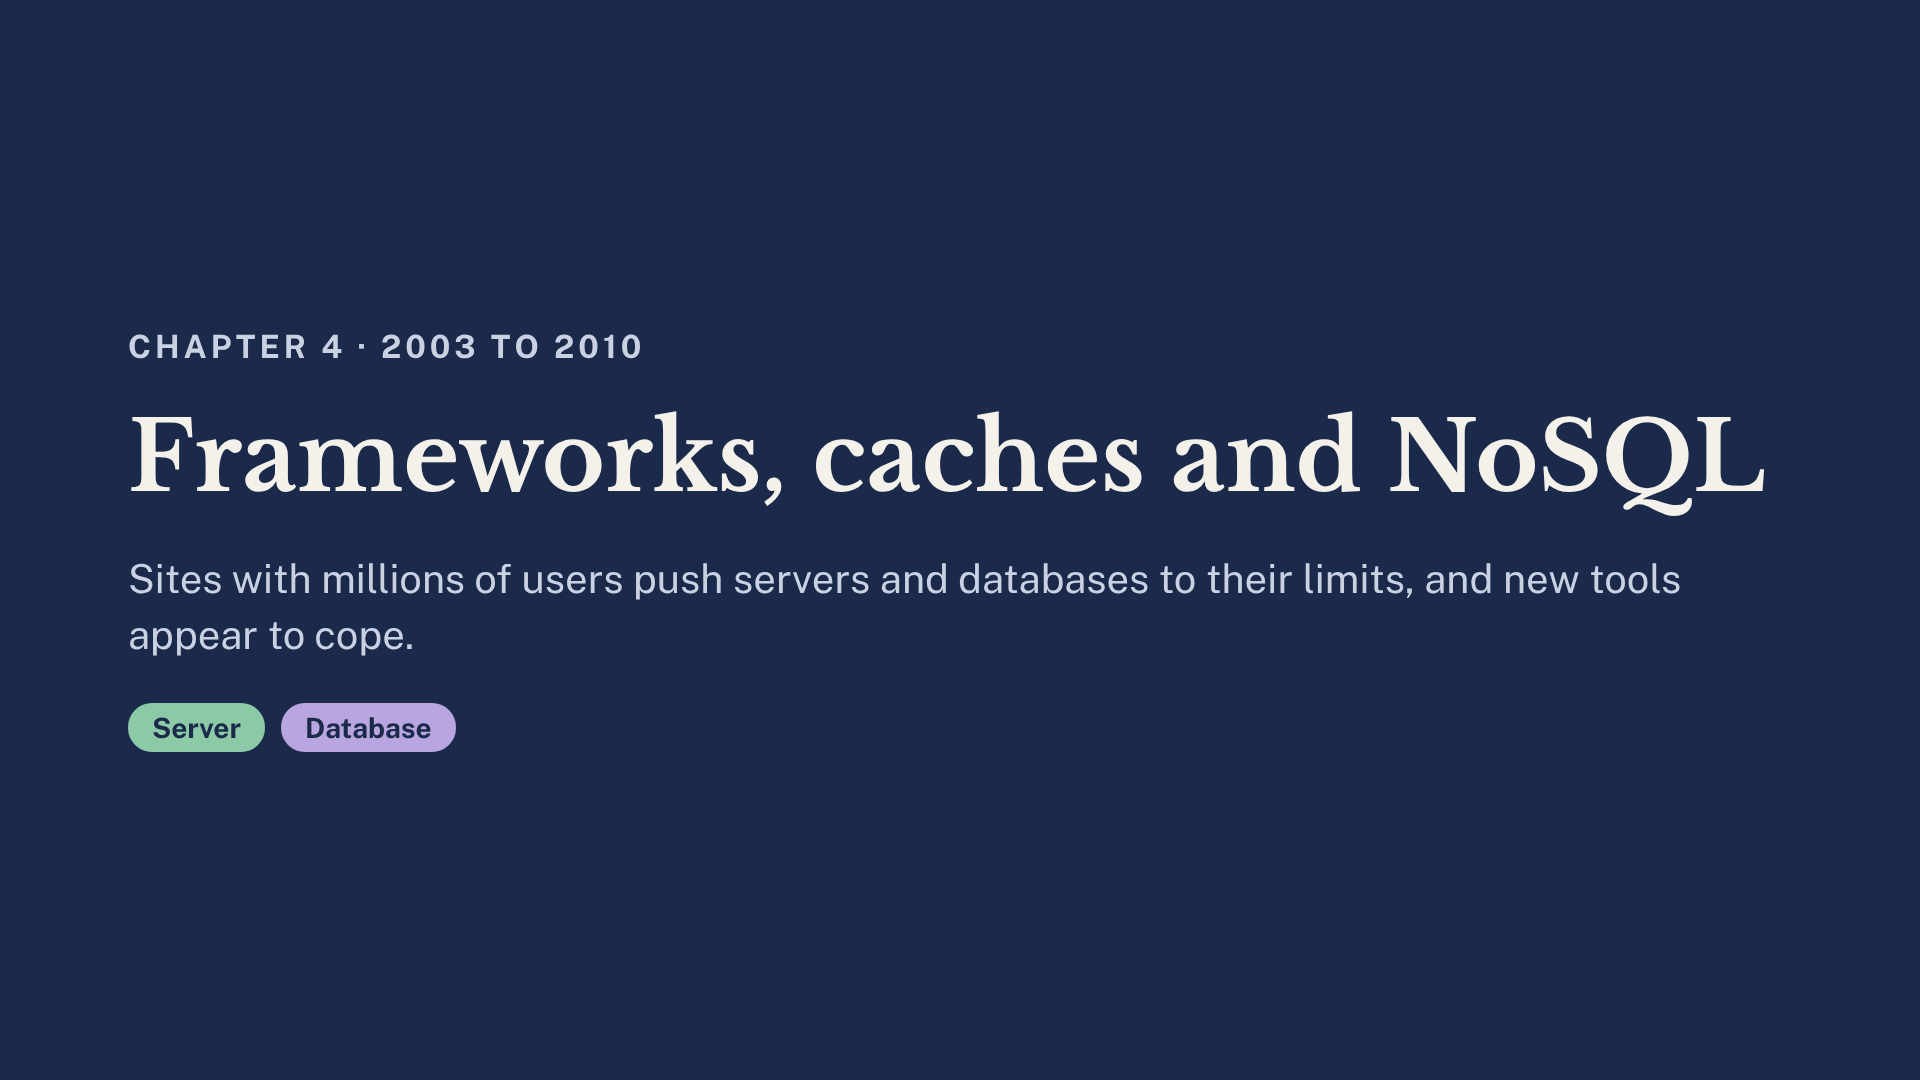 CHAPTER 4 · 2003 TO 2010
Frameworks, caches and NoSQL
Sites with millions of users push servers and databases to their limits, and new tools
appear to cope.
Server Database